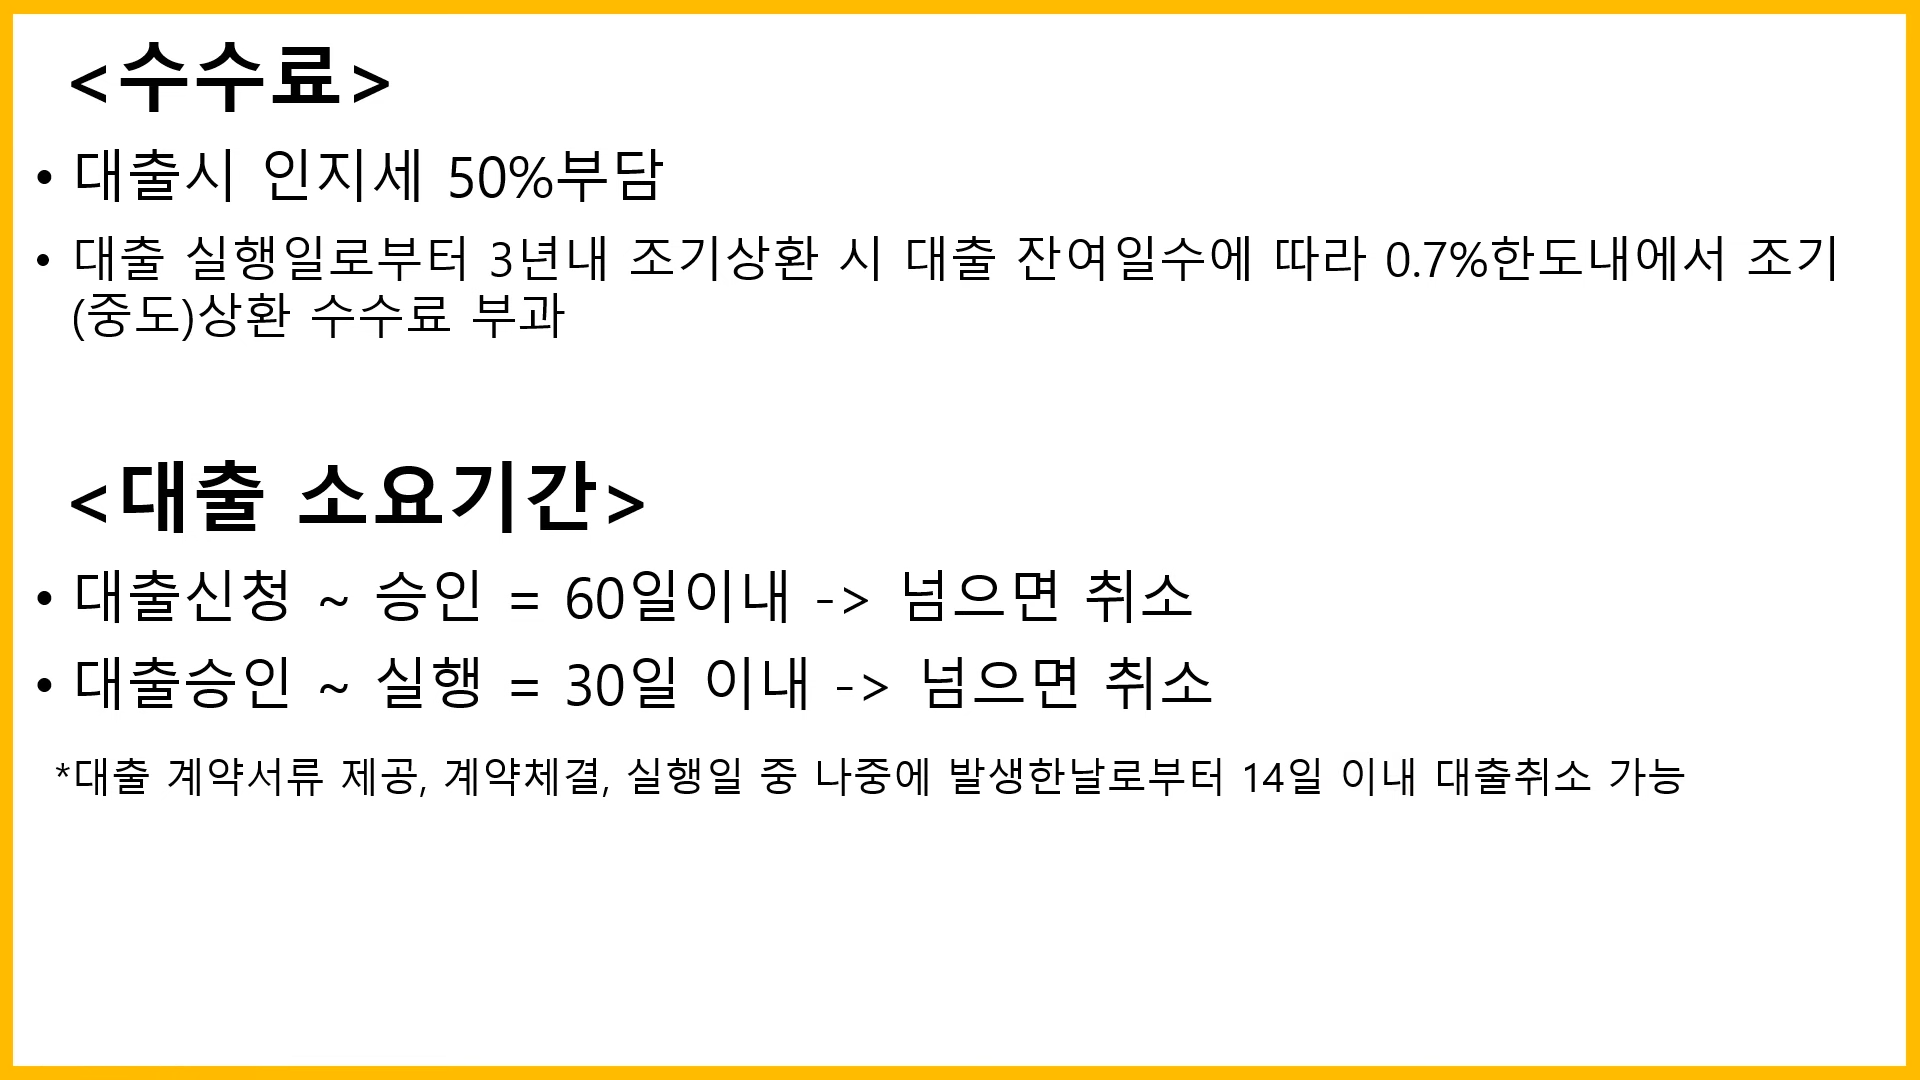 <수수료>
• 대출시 인지세 50%부담
• 대출 실행일로부터 3년내 조기상환 시 대출 잔여일수에 따라 0.7%한도내에서 조기
(중도)상환 수수료 부과
<대출 소요기간>
• 대출신청 ~ 승인 = 60일이내 -> 넘으면 취소
• 대출승인 ~ 실행 = 30일 이내 -> 넘으면 취소
*대출 계약서류 제공, 계약체결, 실행일 중 나중에 발생한날로부터 14일 이내 대출취소 가능